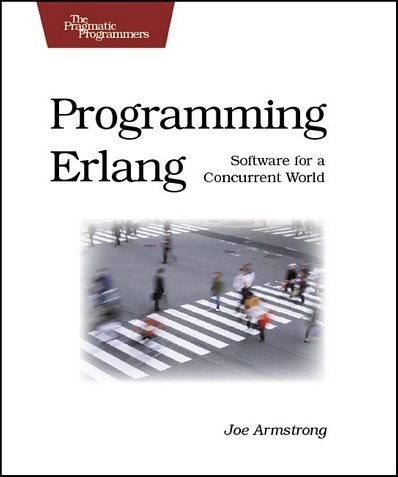 The
Pragmatic
Programmers
Programming
Erlang
Software for a
Concurrent World
Joe Armstrong